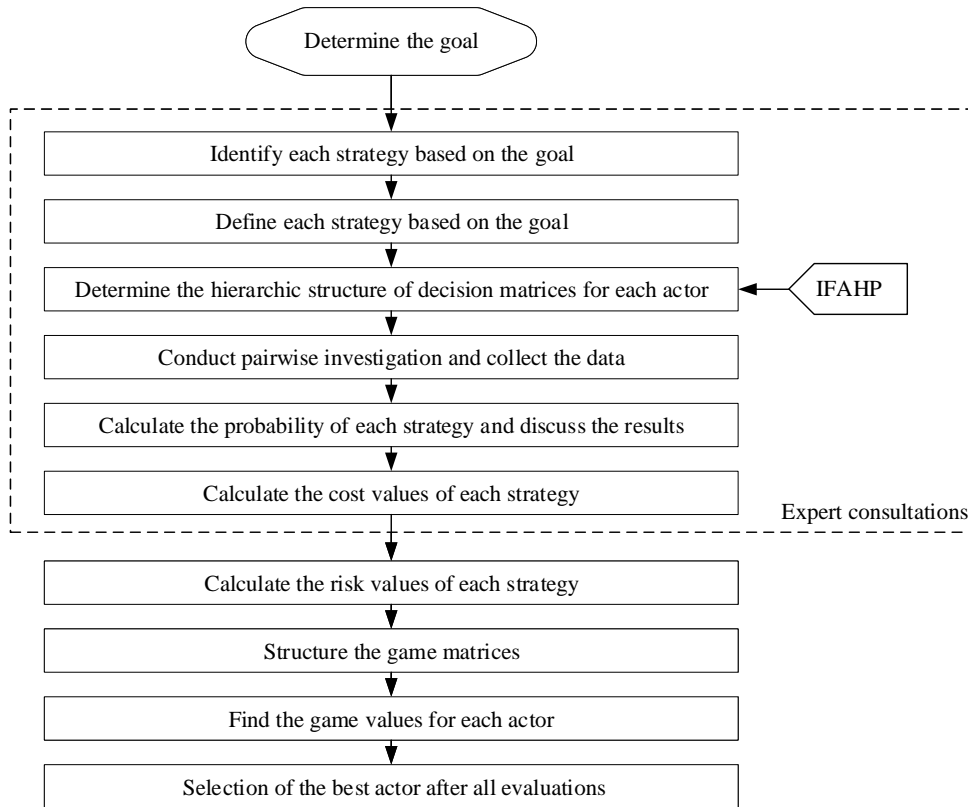 Determine the goal
Identify each strategy based on the goal
Define each strategy based on the goal
Determine the hierarchic structure of decision matrices for each actor
IFAHP
Conduct pairwise investigation and collect the data
Calculate the probability of each strategy and discuss the results
Calculate the cost values of each strategy
Expert consultations
Calculate the risk values of each strategy
Structure the game matrices
Find the game values for each actor
Selection of the best actor after all evaluations